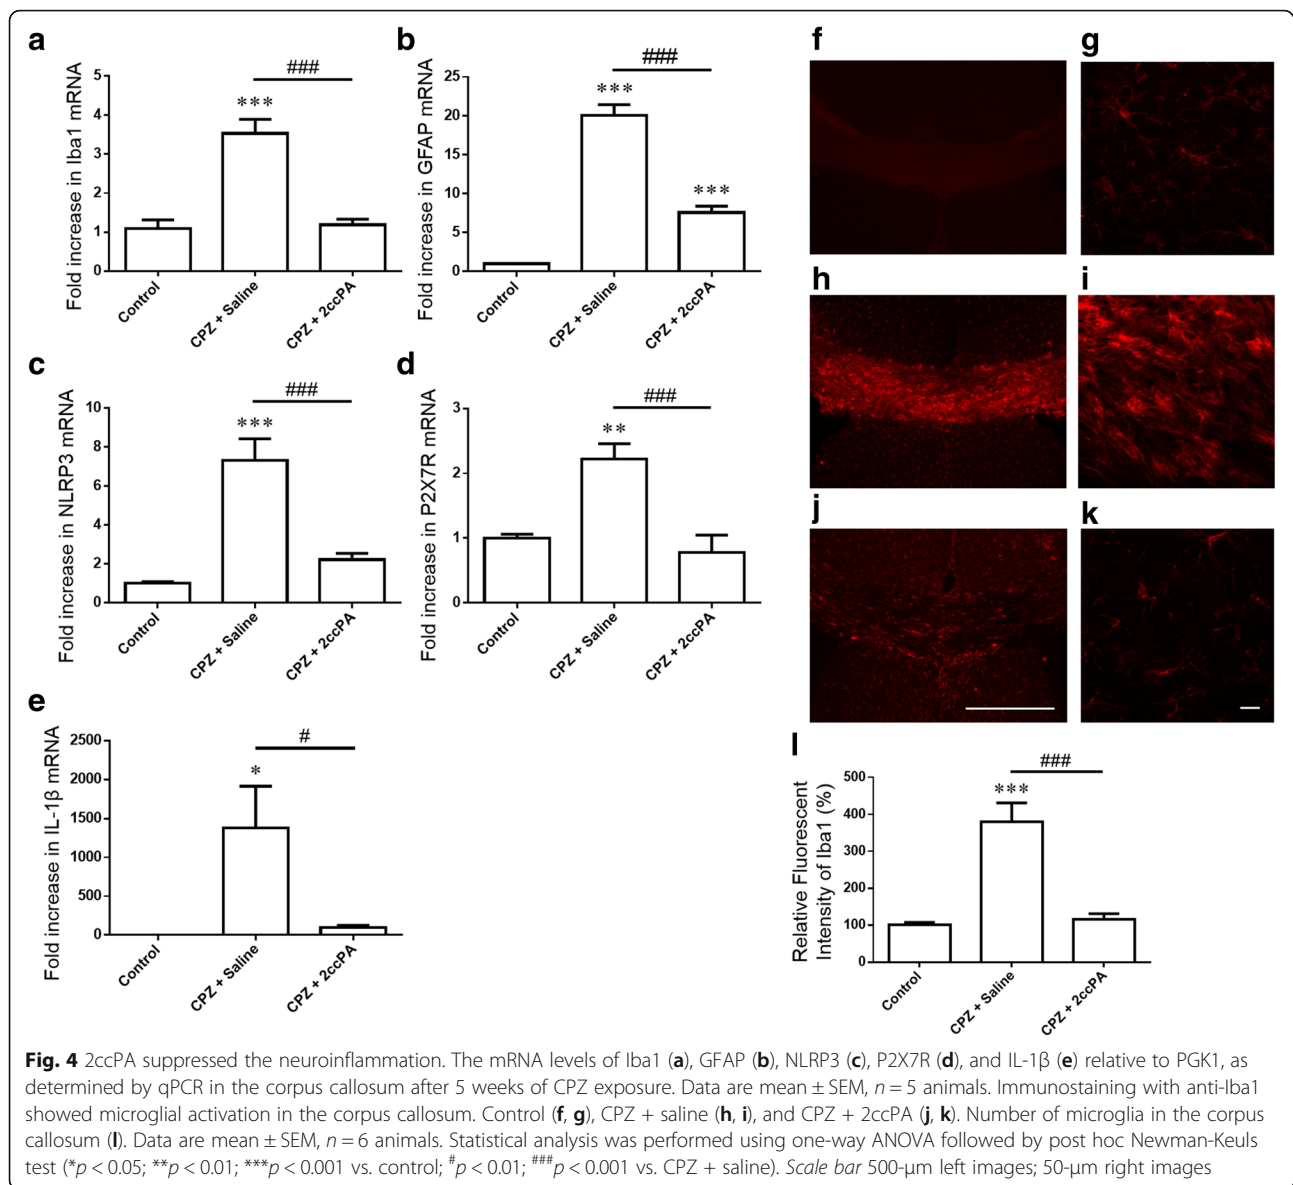 a
###
***
Fold increase in Iba1 mRNA
5
4
3
2
1
0
Control
CPZ + Saline
CPZ + 2ccPA
b
###
***
***
Fold increase in GFAP mRNA
25
20
15
10
5
0
Control
CPZ + Saline
CPZ + 2ccPA
c
###
***
Fold increase in NLRP3 mRNA
10
8
6
4
2
0
Control
CPZ + Saline
CPZ + 2ccPA
d
###
**
Fold increase in P2X7R mRNA
3
2
1
0
Control
CPZ + Saline
CPZ + 2ccPA
e
#
*
Fold increase in IL-1β mRNA
2500
2000
1500
1000
500
0
Control
CPZ + Saline
CPZ + 2ccPA
f
g
h
i
j
k
l
###
***
Relative Fluorescent
Intensity of Iba1 (%)
500
400
300
200
100
0
Control
CPZ + Saline
CPZ + 2ccPA
Fig. 4 2ccPA suppressed the neuroinflammation. The mRNA levels of Iba1 (a), GFAP (b), NLRP3 (c), P2X7R (d), and IL-1β (e) relative to PGK1, as
determined by qPCR in the corpus callosum after 5 weeks of CPZ exposure. Data are mean ± SEM, n = 5 animals. Immunostaining with anti-Iba1
showed microglial activation in the corpus callosum. Control (f, g), CPZ + saline (h, i), and CPZ + 2ccPA (j, k). Number of microglia in the corpus
callosum (l). Data are mean ± SEM, n = 6 animals. Statistical analysis was performed using one-way ANOVA followed by post hoc Newman-Keuls
test (*p < 0.05; **p < 0.01; ***p < 0.001 vs. control; #p < 0.01; ###p < 0.001 vs. CPZ + saline). Scale bar 500-μm left images; 50-μm right images